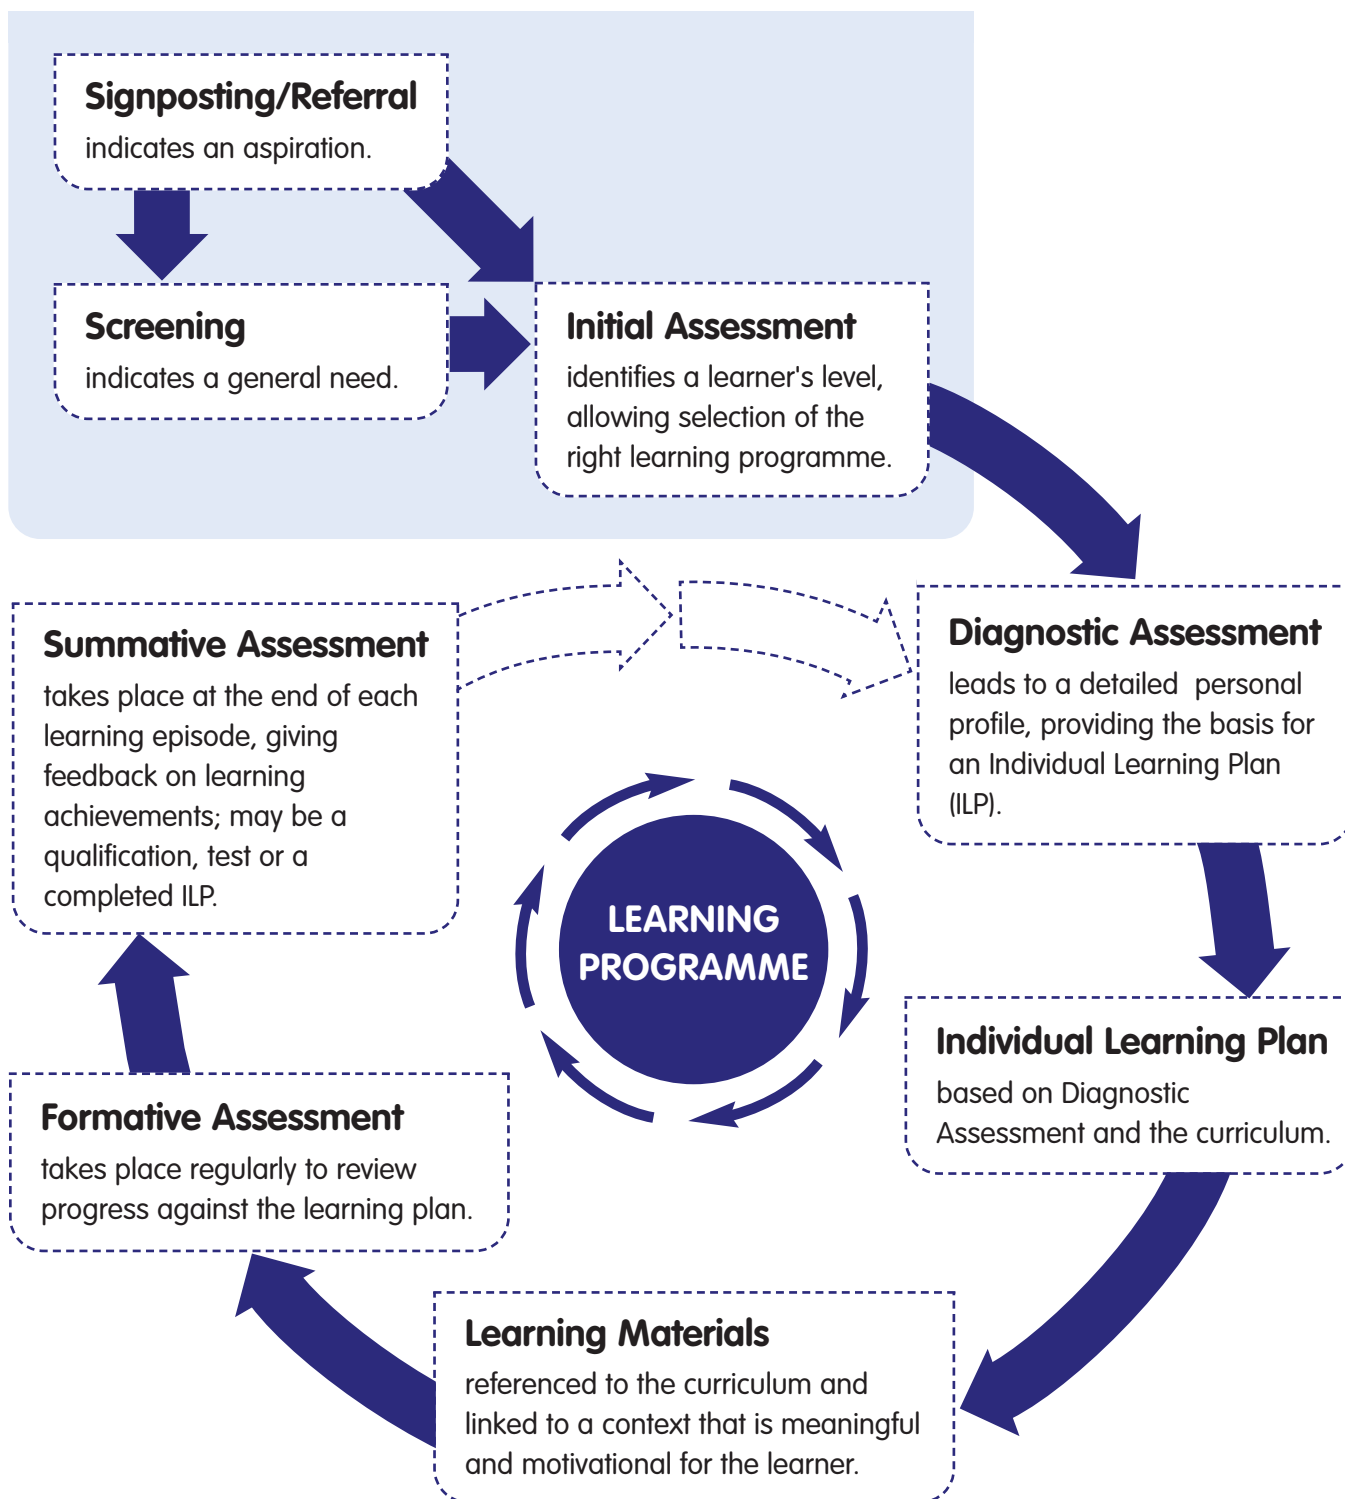 Signposting/Referral
indicates an aspiration.
Screening
indicates a general need.
Initial Assessment
identifies a learner's level,
allowing selection of the
right learning programme.
Diagnostic Assessment
leads to a detailed  personal
profile, providing the basis for
an Individual Learning Plan
(ILP).
Individual Learning Plan
based on Diagnostic
Assessment and the curriculum.
Learning Materials
referenced to the curriculum and
linked to a context that is meaningful
and motivational for the learner.
Formative Assessment
takes place regularly to review
progress against the learning plan.
Summative Assessment
takes place at the end of each
learning episode, giving
feedback on learning
achievements; may be a
qualification, test or a
completed ILP.
LEARNING
PROGRAMME